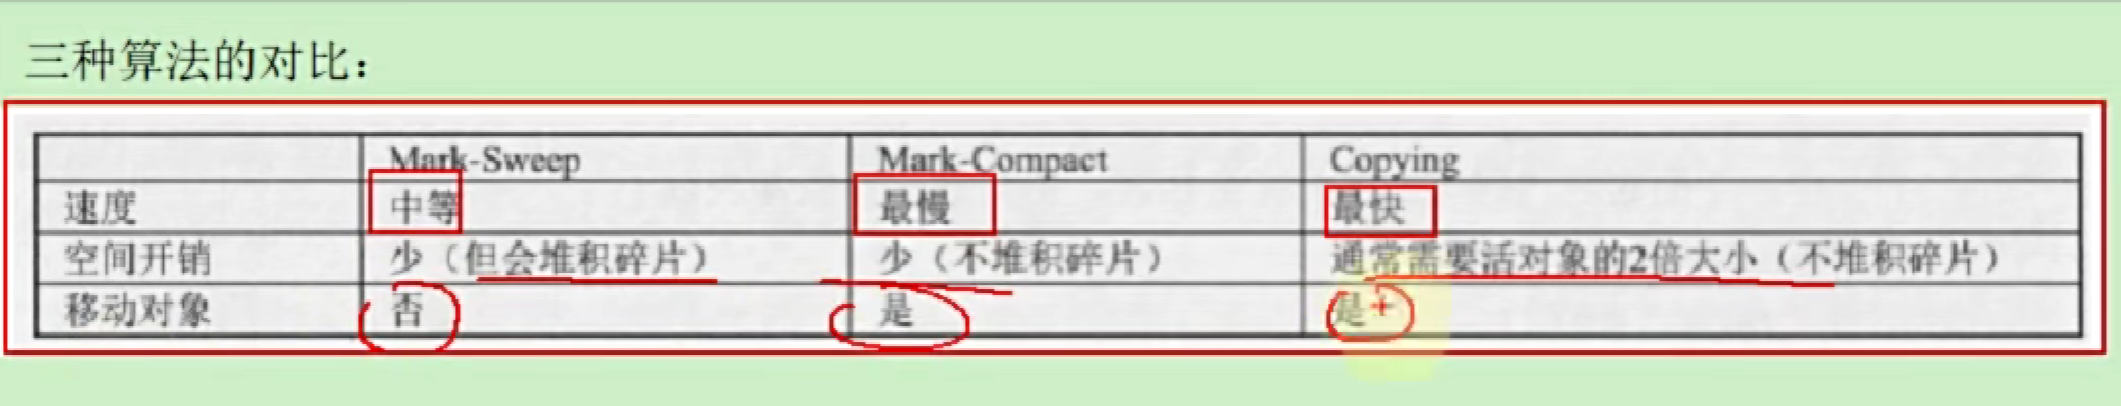 三种算法的对比：
Mark-Sweep Mark-Compact Copying
速度 中等 最慢 最快
空间开销 少（但会堆积碎片） 少（不堆积碎片） 通常需要活对象的2倍大小（不堆积碎片）
移动对象 否 是 是